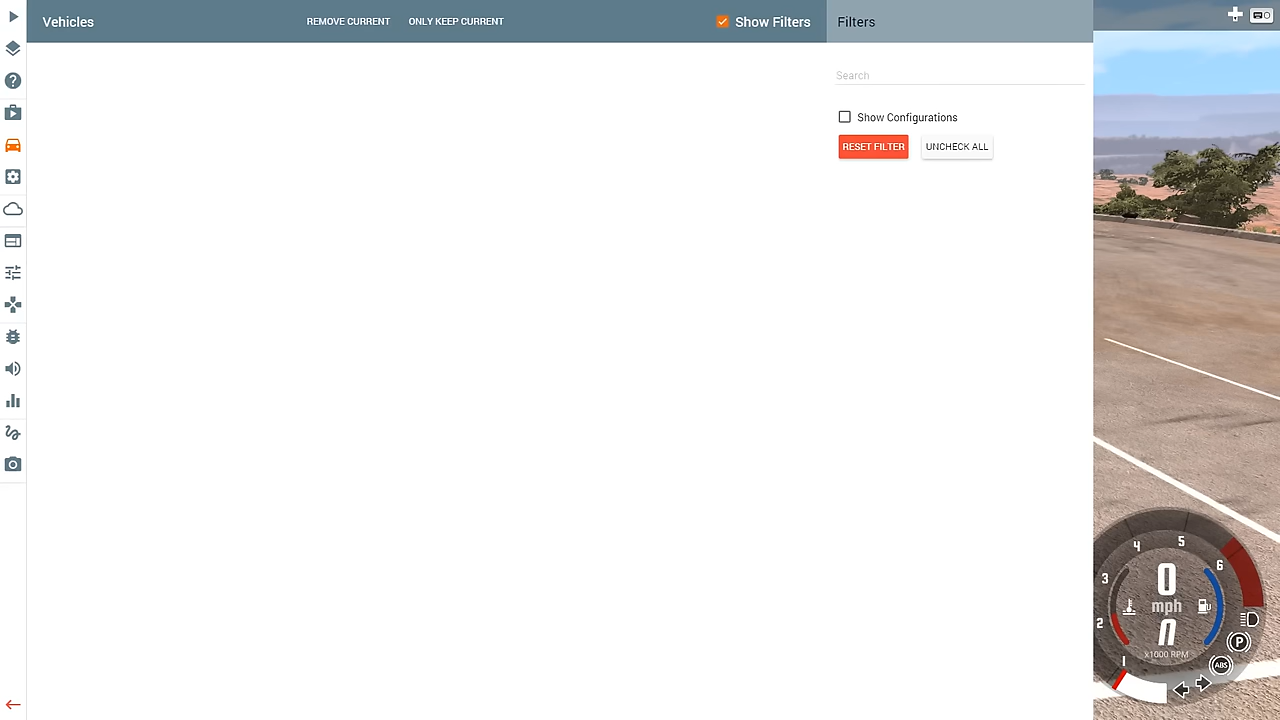 Vehicles
REMOVE CURRENT
ONLY KEEP CURRENT
Show Filters
Filters
0
Search
Show Configurations
RESET FILTER
UNCHECK ALL
4
5
3
6
2
1
0
mph
n
x1000 RPM
P
ABS